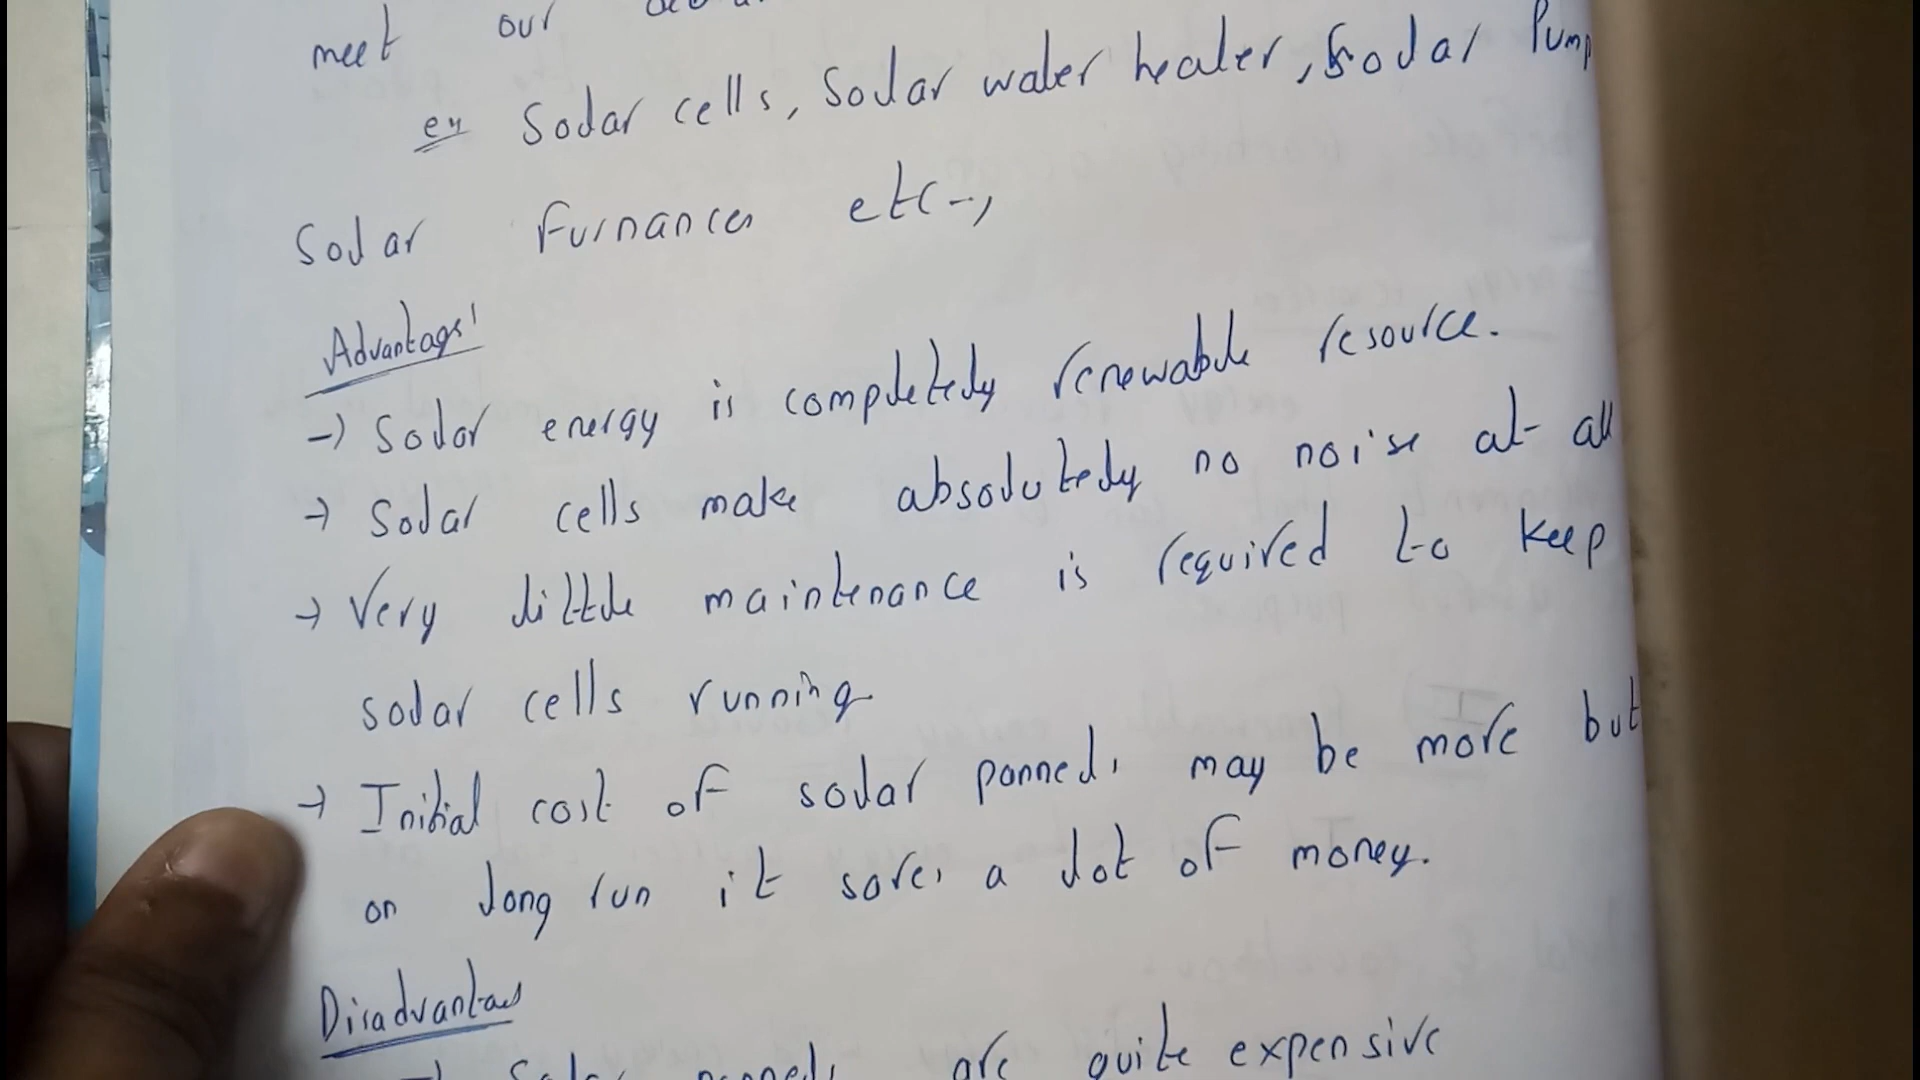 meet our
ex Solar cells, Solar water heater, Solar Pump
Solar Furnances etc-,
Advantages'
→ Solar energy is completely renewable resource.
→ Solar cells make absolutely no noise at all
→ Very little maintenance is required to keep
solar cells running
→ Initial cost of solar pannels may be more but
on long run it saves a lot of money.
Disadvantages
→ Solar pannels are quite expensive